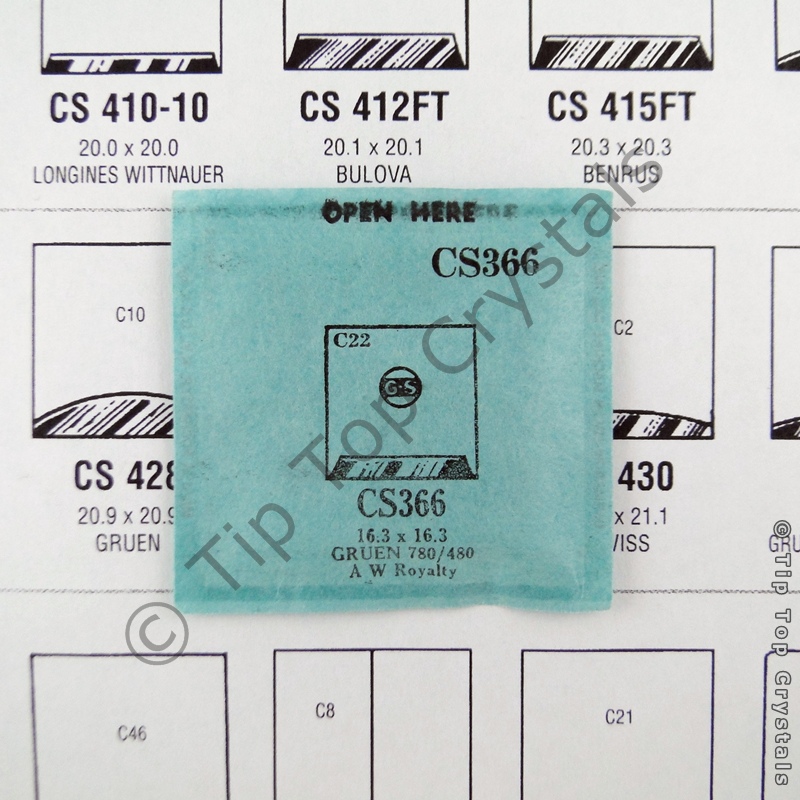 CS 410-10
20.0 x 20.0
LONGINES WITTNAUER
CS 412FT
20.1 x 20.1
BULOVA
CS 415FT
20.3 x 20.3
BENRUS
OPEN HERE
CS366
C22
G-S
CS366
16.3 x 16.3
GRUEN 780/480
A W Royalty
C10
CS 428
20.9 x 20.9
GRUEN
C2
430
x 21.1
GRU
C46
C8
C21
© Tip Top Crystals
©Tip Top Crystals